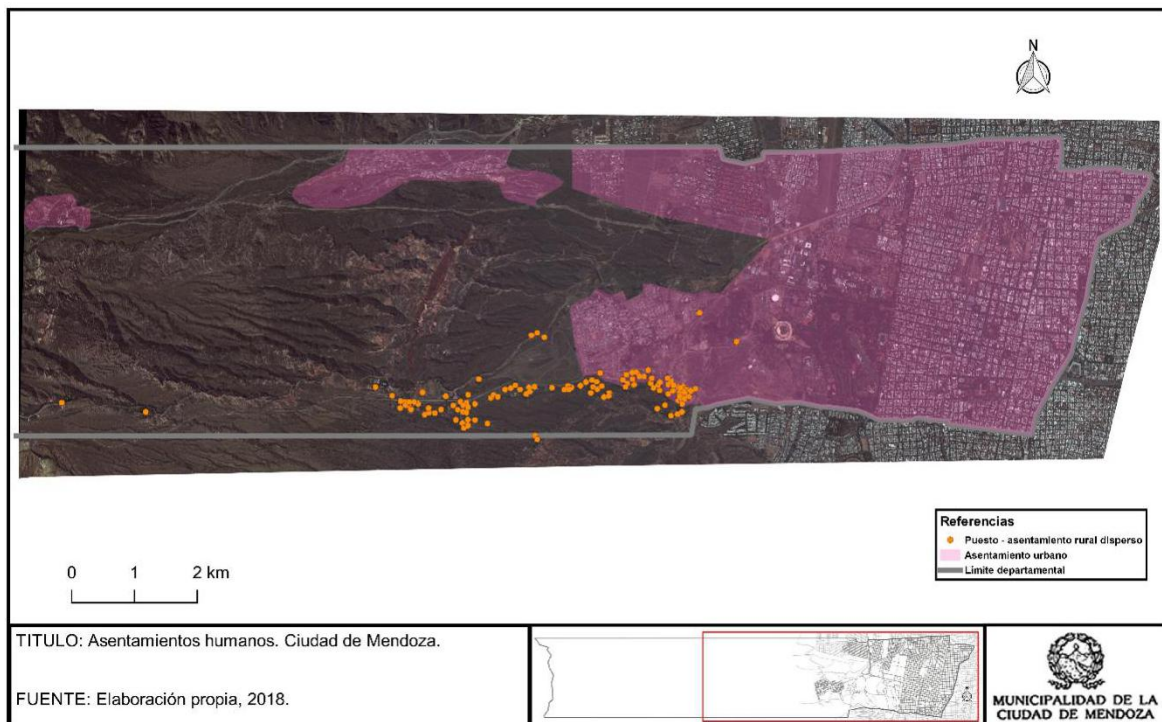 N
Referencias
Puesto - asentamiento rural disperso
Asentamiento urbano
Límite departamental
0 1 2 km
TITULO: Asentamientos humanos. Ciudad de Mendoza.
FUENTE: Elaboración propia, 2018.
MUNICIPALIDAD DE LA
CIUDAD DE MENDOZA